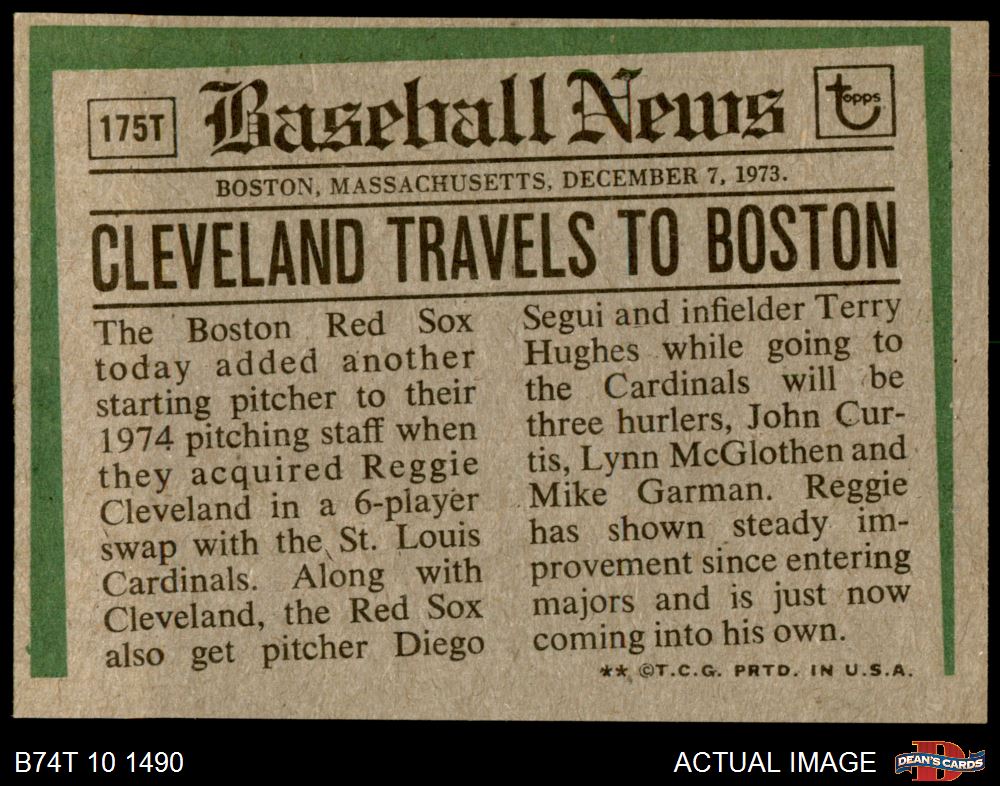 175T
Baseball News
topps
BOSTON, MASSACHUSETTS, DECEMBER 7, 1973.
CLEVELAND TRAVELS TO BOSTON
The Boston Red Sox
today added another
starting pitcher to their
1974 pitching staff when
they acquired Reggie
Cleveland in a 6-player
swap with the St. Louis
Cardinals. Along with
Cleveland, the Red Sox
also get pitcher Diego
Segui and infielder Terry
Hughes while going to
the Cardinals will be
three hurlers, John Cur-
tis, Lynn McGlothen and
Mike Garman. Reggie
has shown steady im-
provement since entering
majors and is just now
coming into his own.
** ©T.C.G. PRTD. IN U.S.A.
B74T 10 1490
ACTUAL IMAGE
DEAN'S CARDS